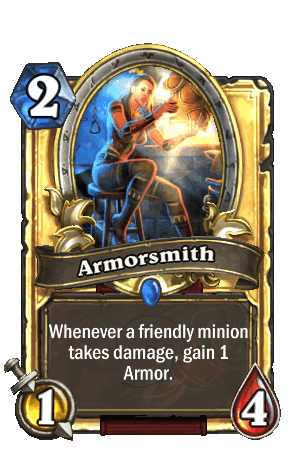 2
Armorsmith
Whenever a friendly minion
takes damage, gain 1
Armor.
1
4